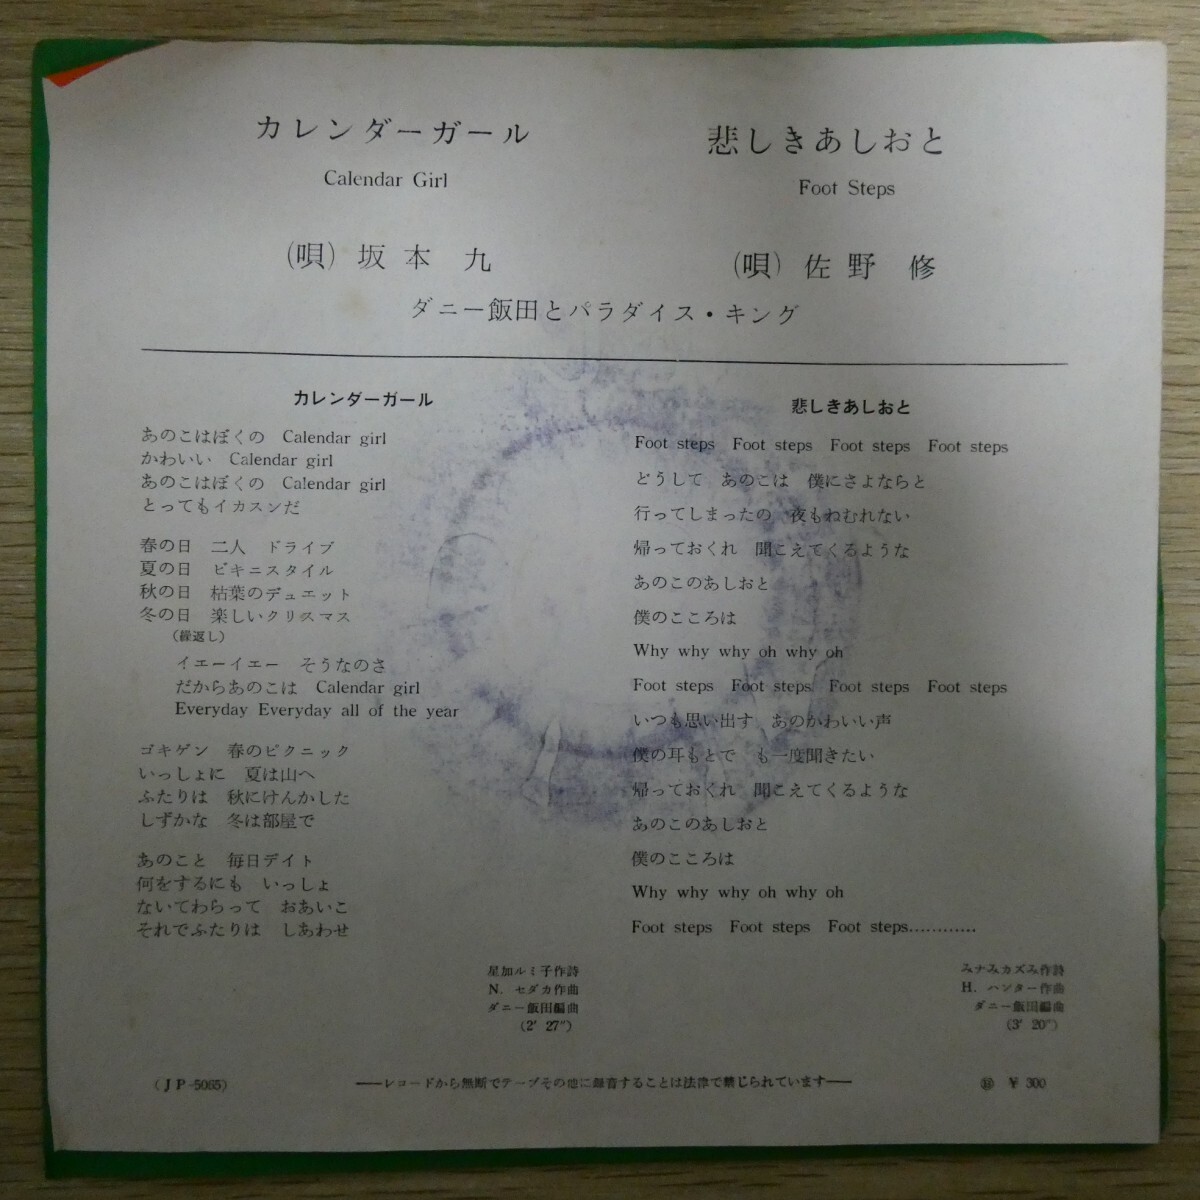 カレンダーガール
Calendar Girl
(唄) 坂本 九
悲しきあしおと
Foot Steps
(唄) 佐野 修
ダニー飯田とパラダイス・キング
カレンダーガール
あのこはぼくの Calendar girl
かわいい Calendar girl
あのこはぼくの Calendar girl
とってもイカスンだ
春の日 二人 ドライブ
夏の日 ビキニスタイル
秋の日 枯葉のデュエット
冬の日 楽しいクリスマス
(繰返し)
イエーイエー そうなのさ
だからあのこは Calendar girl
Everyday Everyday all of the year
ゴキゲン 春のピクニック
いっしょに 夏は山へ
ふたりは 秋にけんかした
しずかな 冬は部屋で
あのこと 毎日デイト
何をするにも いっしょ
ないてわらって おあいこ
それでふたりは しあわせ
星加ルミ子作詩
N. セダカ作曲
ダニー飯田編曲
(2′ 27″)
悲しきあしおと
Foot steps Foot steps Foot steps Foot steps
どうして あのこは 僕にさよならと
行ってしまったの 夜もねむれない
帰っておくれ 聞こえてくるような
あのこのあしおと
僕のこころは
Why why why oh why oh
Foot steps Foot steps Foot steps Foot steps
いつも思い出す あのかわいい声
僕の耳もとで も一度聞きたい
帰っておくれ 聞こえてくるような
あのこのあしおと
僕のこころは
Why why why oh why oh
Foot steps Foot steps Foot steps…………
みナみカズみ作詩
H. ハンター作曲
ダニー飯田編曲
(3′ 20″)
(JP-5065)
——レコードから無断でテープその他に録音することは法律で禁じられています——
¥ 300